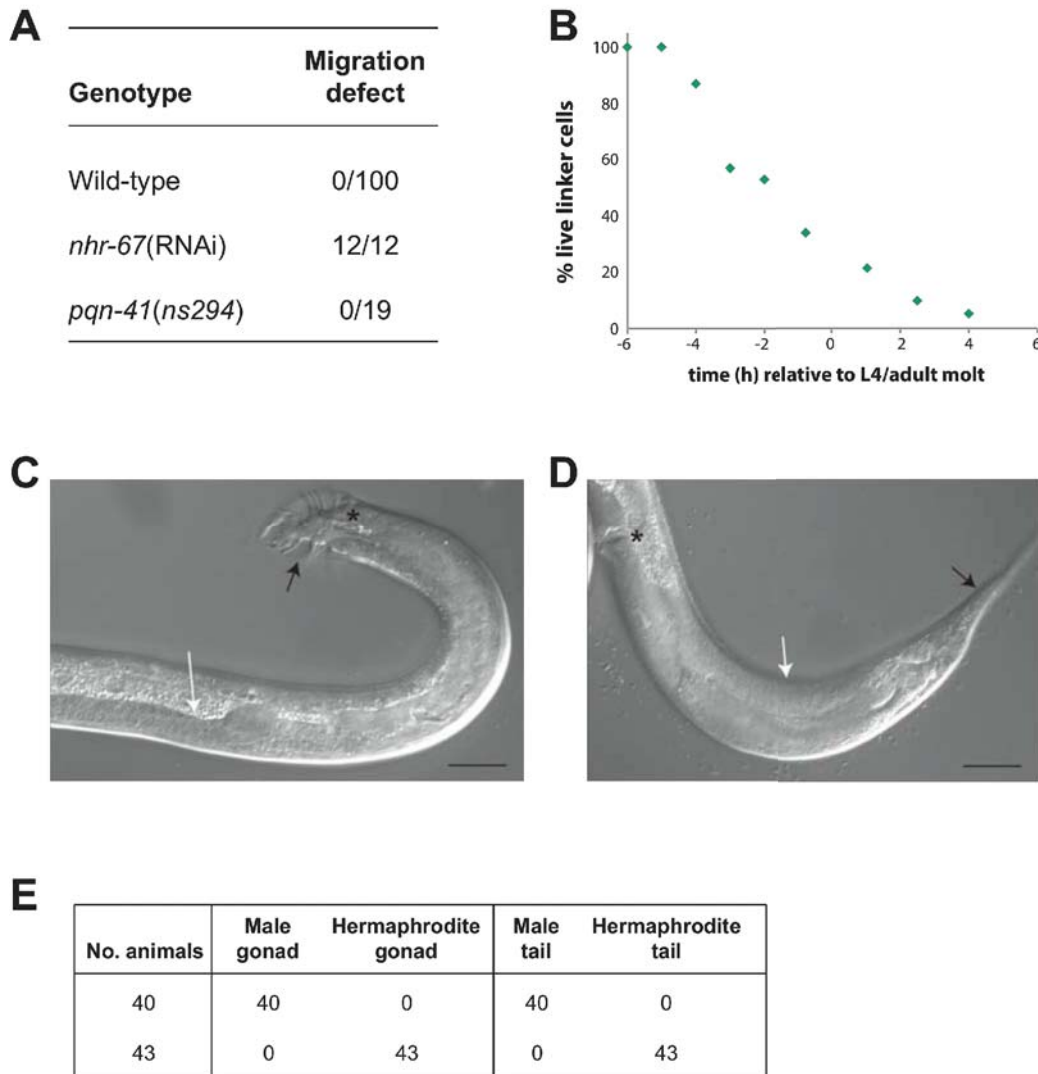 A
Genotype
Migration defect
Wild-type 0/100
nhr-67(RNAi) 12/12
pqn-41(ns294) 0/19
B
% live linker cells
100
80
60
40
20
0
-6 -4 -2 0 2 4 6
time (h) relative to L4/adult molt
C
*
D
*
E
No. animals Male gonad Hermaphrodite gonad Male tail Hermaphrodite tail
40 40 0 40 0
43 0 43 0 43